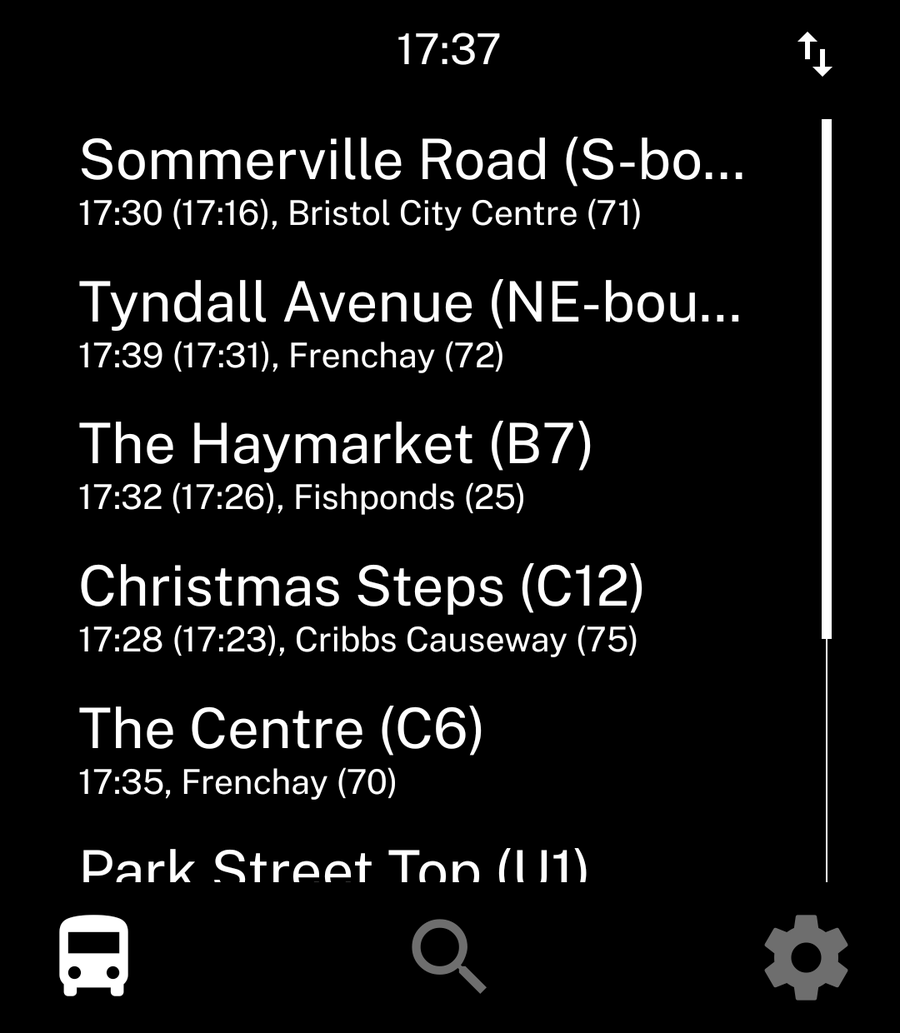 17:37
Sommerville Road (S-bo...
17:30 (17:16), Bristol City Centre (71)
Tyndall Avenue (NE-bou...
17:39 (17:31), Frenchay (72)
The Haymarket (B7)
17:32 (17:26), Fishponds (25)
Christmas Steps (C12)
17:28 (17:23), Cribbs Causeway (75)
The Centre (C6)
17:35, Frenchay (70)
Park Street Top (U1)